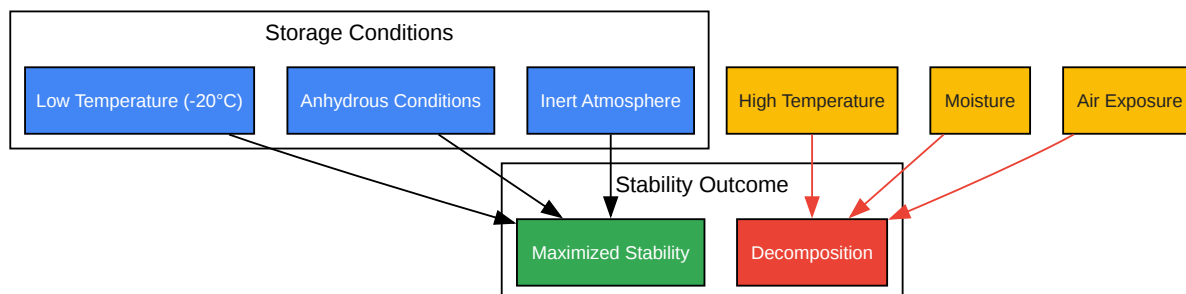 Storage Conditions
Low Temperature (-20°C)
Anhydrous Conditions
Inert Atmosphere
High Temperature
Moisture
Air Exposure
Stability Outcome
Maximized Stability
Decomposition